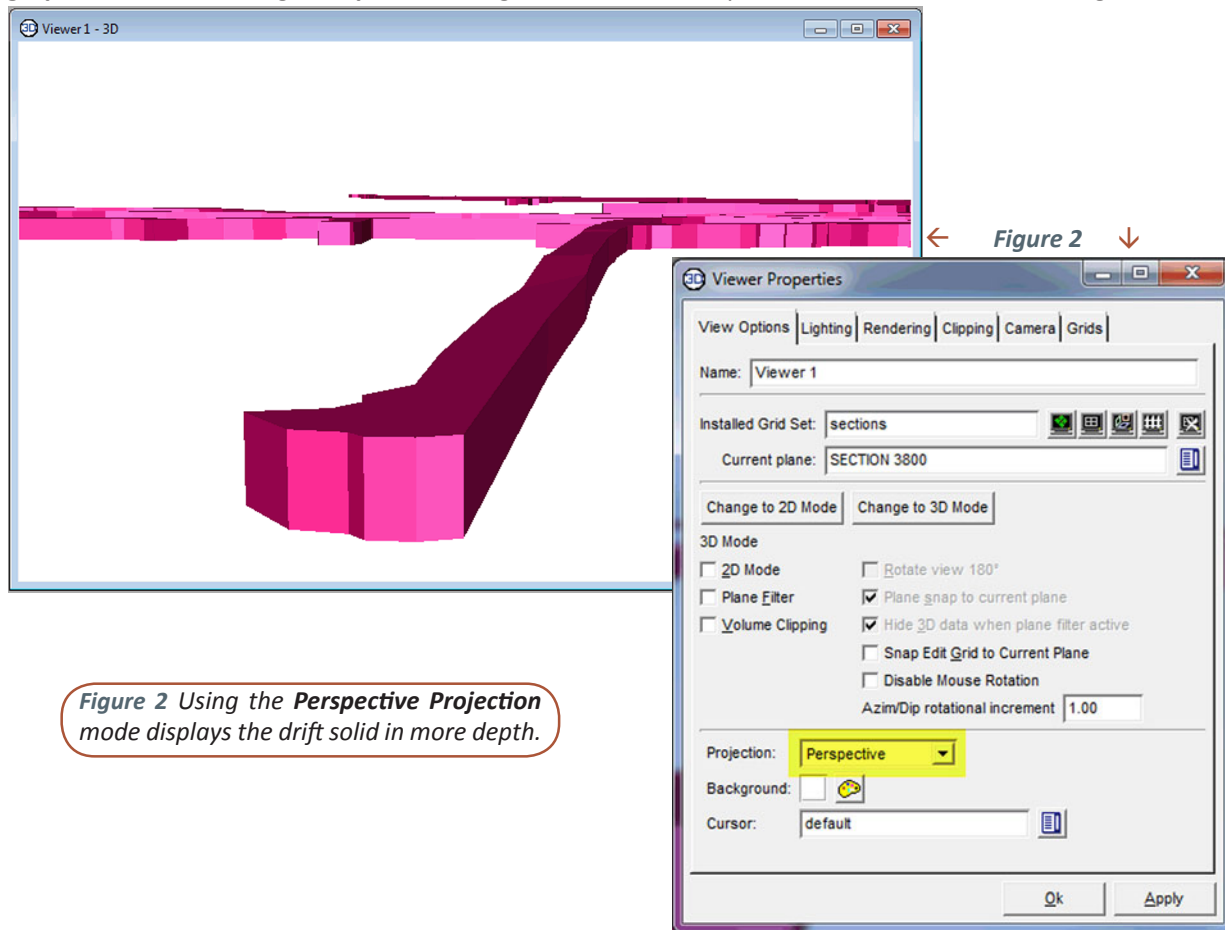 Viewer 1 - 3D
← Figure 2 ↓
Viewer Properties
View Options Lighting Rendering Clipping Camera Grids
Name: Viewer 1
Installed Grid Set: sections
Current plane: SECTION 3800
Change to 2D Mode Change to 3D Mode
3D Mode
2D Mode Rotate view 180°
Plane Filter Plane snap to current plane
Volume Clipping Hide 3D data when plane filter active
Snap Edit Grid to Current Plane
Disable Mouse Rotation
Azim/Dip rotational increment 1.00
Projection: Perspective
Background:
Cursor: default
Ok Apply
Figure 2 Using the Perspective Projection
mode displays the drift solid in more depth.